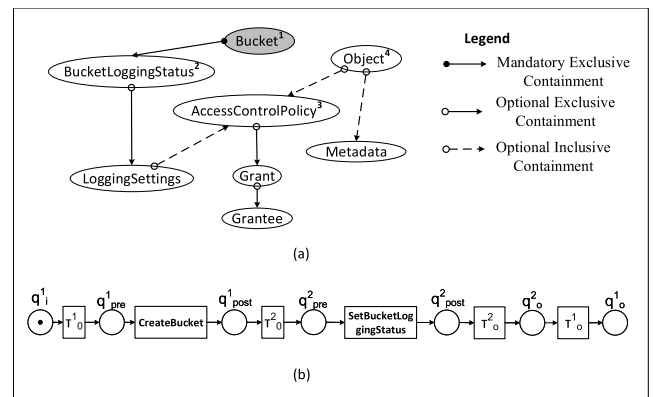 Bucket¹
BucketLoggingStatus²
Object⁴
AccessControlPolicy³
LoggingSettings
Metadata
Grant
Grantee
Legend
Mandatory Exclusive
Containment
Optional Exclusive
Containment
Optional Inclusive
Containment
(a)
q¹i
T¹0
q¹pre
CreateBucket
q¹post
T²0
q²pre
SetBucketLog
gingStatus
q²post
T²o
q²o
T¹o
q¹o
(b)